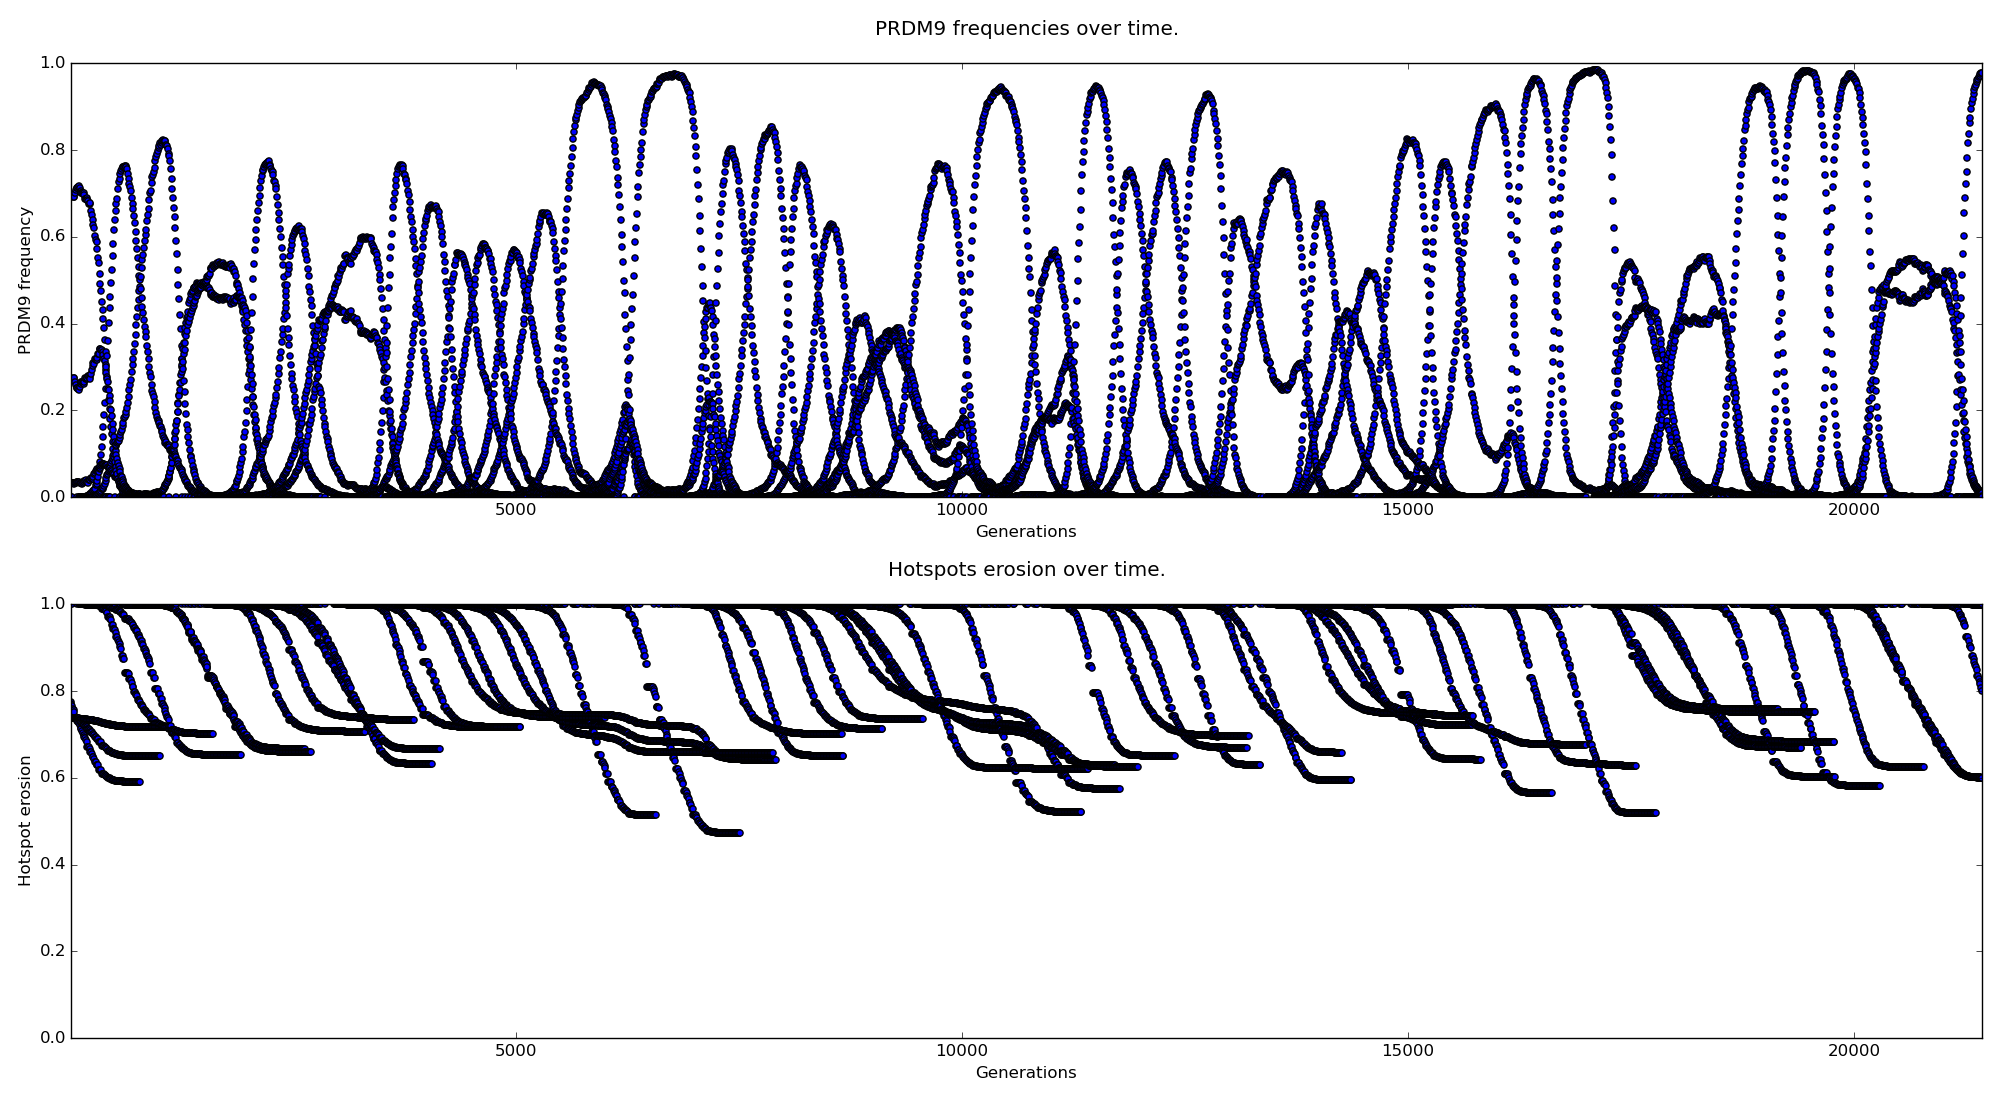 PRDM9 frequencies over time.
1.0
0.8
0.6
0.4
0.2
0.0
PRDM9 frequency
5000 10000 15000 20000
Generations
Hotspots erosion over time.
1.0
0.8
0.6
0.4
0.2
0.0
Hotspot erosion
5000 10000 15000 20000
Generations